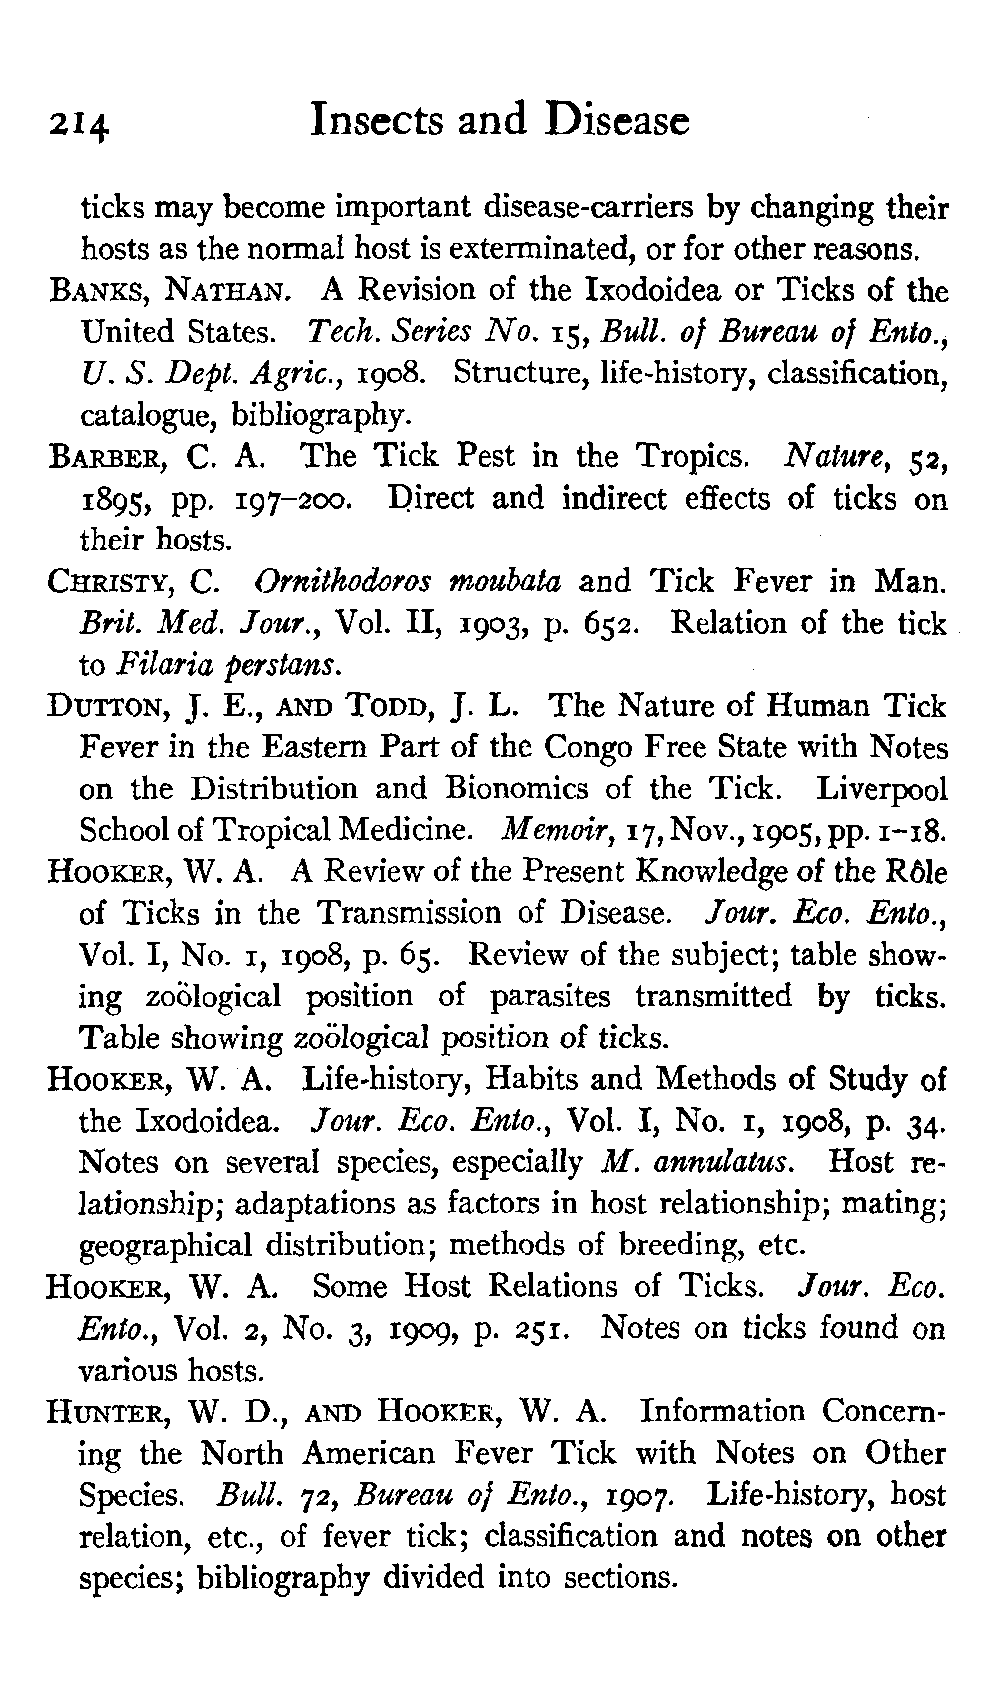 214 Insects and Disease
ticks may become important disease-carriers by changing their
hosts as the normal host is exterminated, or for other reasons.
BANKS, NATHAN. A Revision of the Ixodoidea or Ticks of the
United States. Tech. Series No. 15, Bull. of Bureau of Ento.,
U. S. Dept. Agric., 1908. Structure, life-history, classification,
catalogue, bibliography.
BARBER, C. A. The Tick Pest in the Tropics. Nature, 52,
1895, pp. 197–200. Direct and indirect effects of ticks on
their hosts.
CHRISTY, C. Ornithodoros moubata and Tick Fever in Man.
Brit. Med. Jour., Vol. II, 1903, p. 652. Relation of the tick
to Filaria perstans.
DUTTON, J. E., AND TODD, J. L. The Nature of Human Tick
Fever in the Eastern Part of the Congo Free State with Notes
on the Distribution and Bionomics of the Tick. Liverpool
School of Tropical Medicine. Memoir, 17, Nov., 1905, pp. 1–18.
HOOKER, W. A. A Review of the Present Knowledge of the Rôle
of Ticks in the Transmission of Disease. Jour. Eco. Ento.,
Vol. I, No. 1, 1908, p. 65. Review of the subject; table show-
ing zoölogical position of parasites transmitted by ticks.
Table showing zoölogical position of ticks.
HOOKER, W. A. Life-history, Habits and Methods of Study of
the Ixodoidea. Jour. Eco. Ento., Vol. I, No. 1, 1908, p. 34.
Notes on several species, especially M. annulatus. Host re-
lationship; adaptations as factors in host relationship; mating;
geographical distribution; methods of breeding, etc.
HOOKER, W. A. Some Host Relations of Ticks. Jour. Eco.
Ento., Vol. 2, No. 3, 1909, p. 251. Notes on ticks found on
various hosts.
HUNTER, W. D., AND HOOKER, W. A. Information Concern-
ing the North American Fever Tick with Notes on Other
Species. Bull. 72, Bureau of Ento., 1907. Life-history, host
relation, etc., of fever tick; classification and notes on other
species; bibliography divided into sections.